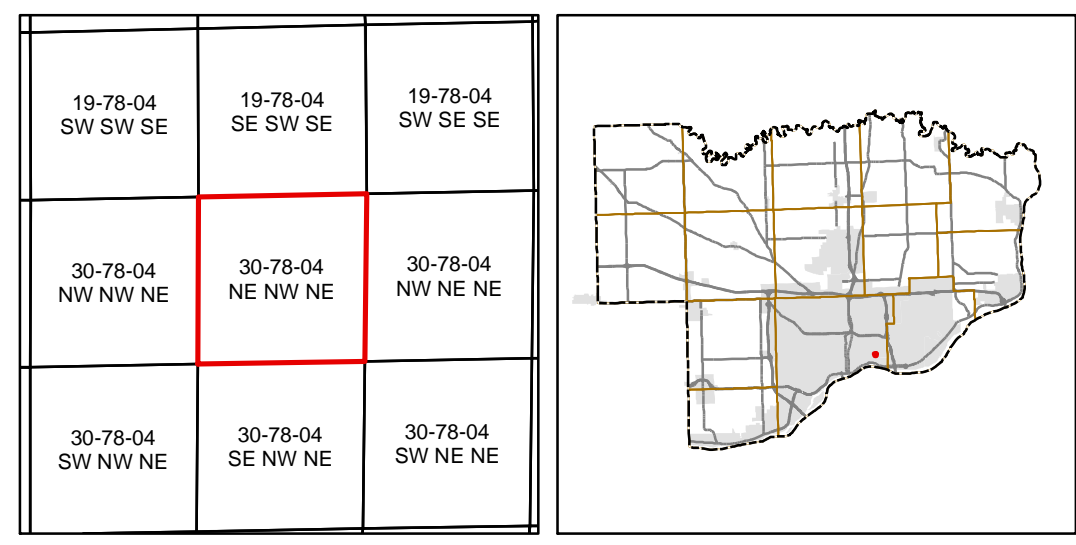 19-78-04
SW SW SE
19-78-04
SE SW SE
19-78-04
SW SE SE
30-78-04
NW NW NE
30-78-04
NE NW NE
30-78-04
NW NE NE
30-78-04
SW NW NE
30-78-04
SE NW NE
30-78-04
SW NE NE